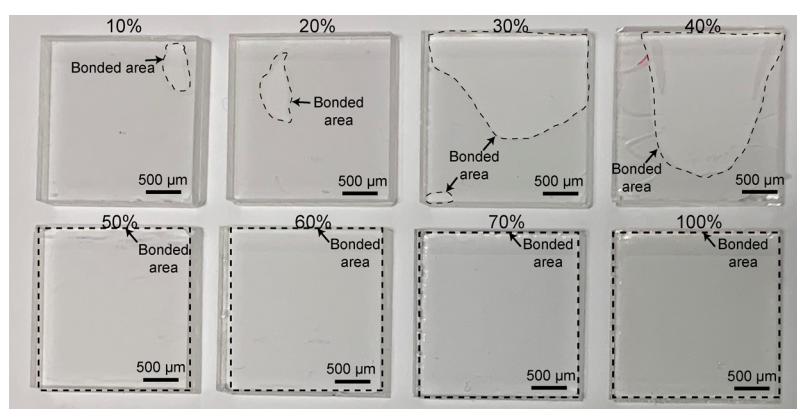 10%
20%
30%
40%
Bonded area
Bonded
area
Bonded
area
Bonded
area
500 µm
500 µm
500 µm
500 µm
50%
60%
70%
100%
Bonded
area
Bonded
area
Bonded
area
Bonded
area
500 µm
500 µm
500 µm
500 µm